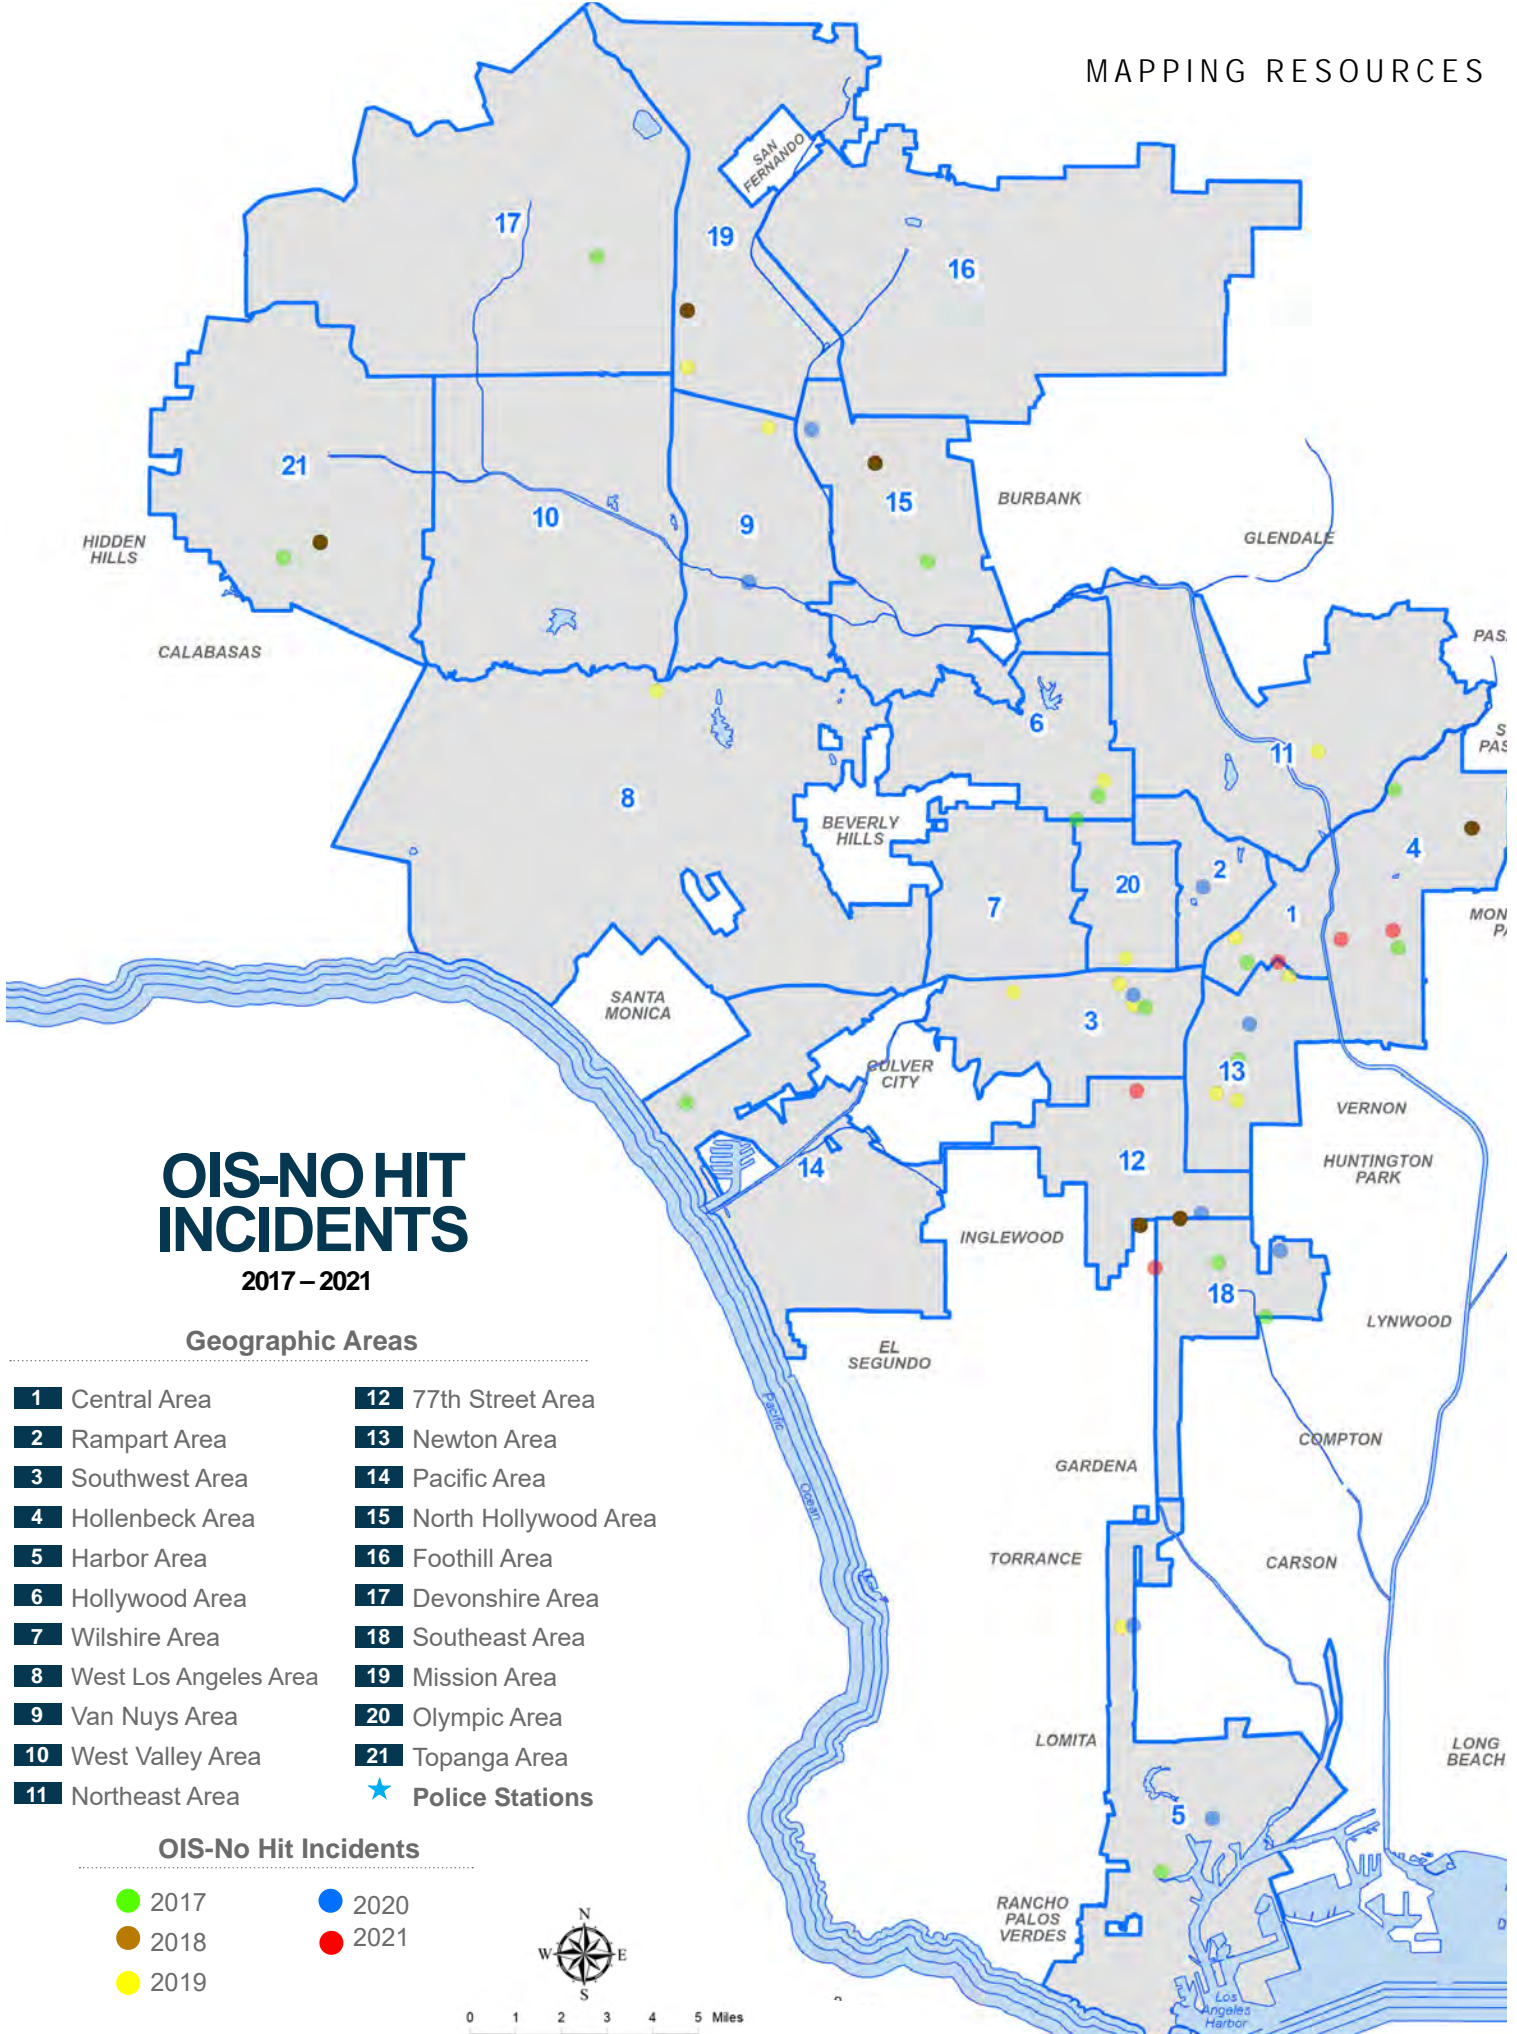 MAPPING RESOURCES
SAN
FERNANDO
17
19
16
21
10
9
15
BURBANK
GLENDALE
HIDDEN
HILLS
CALABASAS
PAS
6
11
S
PAS
8
BEVERLY
HILLS
4
2
20
7
1
MON
PA
SANTA
MONICA
3
CULVER
CITY
13
VERNON
14
12
HUNTINGTON
PARK
INGLEWOOD
18
LYNWOOD
EL
SEGUNDO
Pacific
Ocean
COMPTON
GARDENA
TORRANCE
CARSON
LOMITA
LONG
BEACH
5
RANCHO
PALOS
VERDES
Los
Angeles
Harbor
OIS-NO HIT
INCIDENTS
2017 – 2021
Geographic Areas
1 Central Area
2 Rampart Area
3 Southwest Area
4 Hollenbeck Area
5 Harbor Area
6 Hollywood Area
7 Wilshire Area
8 West Los Angeles Area
9 Van Nuys Area
10 West Valley Area
11 Northeast Area
12 77th Street Area
13 Newton Area
14 Pacific Area
15 North Hollywood Area
16 Foothill Area
17 Devonshire Area
18 Southeast Area
19 Mission Area
20 Olympic Area
21 Topanga Area
Police Stations
OIS-No Hit Incidents
2017
2018
2019
2020
2021
N
W E
S
0 1 2 3 4 5 Miles